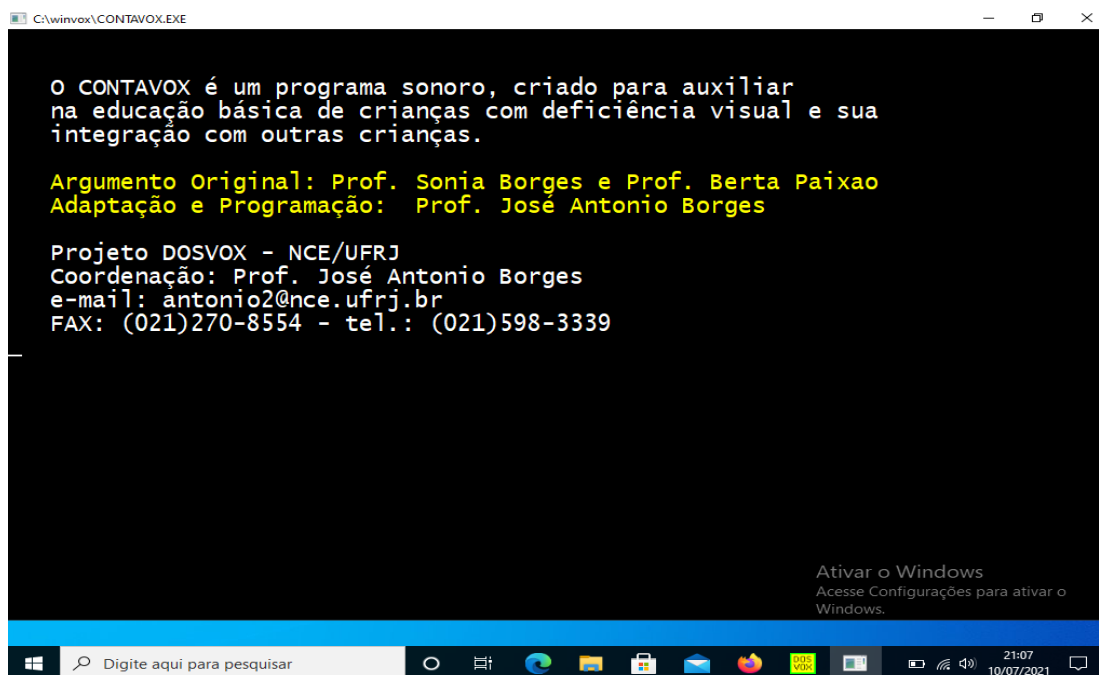 C:\winvox\CONTAVOX.EXE
O CONTAVOX é um programa sonoro, criado para auxiliar
na educação básica de crianças com deficiência visual e sua
integração com outras crianças.
Argumento Original: Prof. Sonia Borges e Prof. Berta Paixao
Adaptação e Programação:  Prof. José Antonio Borges
Projeto DOSVOX - NCE/UFRJ
Coordenação: Prof. José Antonio Borges
e-mail: antonio2@nce.ufrj.br
FAX: (021)270-8554 - tel.: (021)598-3339
Ativar o Windows
Acesse Configurações para ativar o
Windows.
Digite aqui para pesquisar
DOS
VOX
21:07
10/07/2021